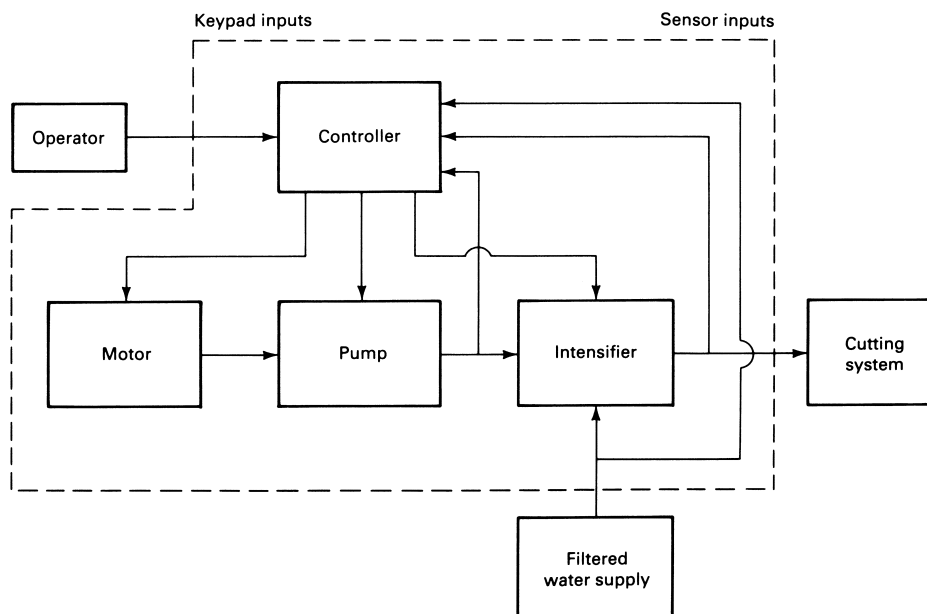 Keypad inputs
Sensor inputs
Operator
Controller
Motor
Pump
Intensifier
Cutting
system
Filtered
water supply